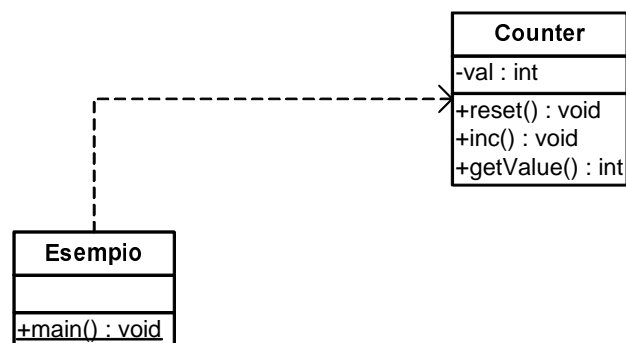 Counter
-val : int
+reset() : void
+inc() : void
+getValue() : int
Esempio
+main() : void